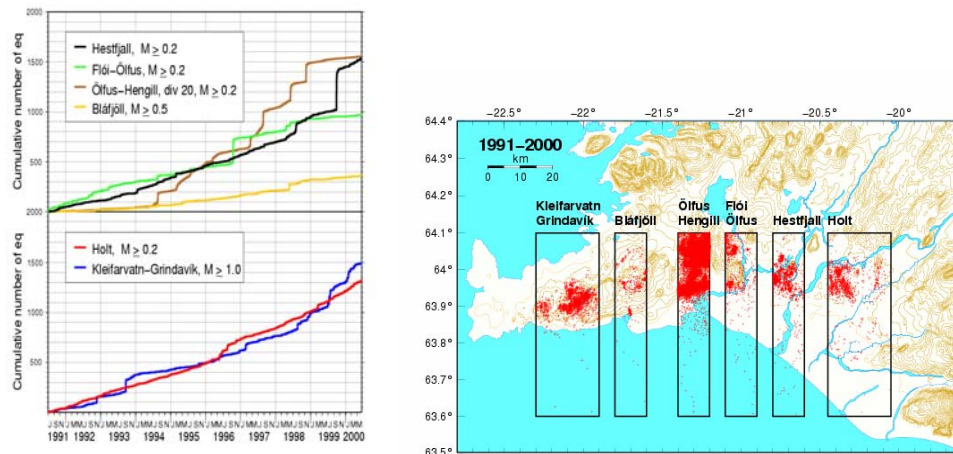 2000
1500
1000
500
2000
Cumulative number of eq
Hestfjall, M ≥ 0.2
Flói-Ölfus, M ≥ 0.2
Ölfus-Hengill, div 20, M ≥ 0.2
Bláfjöll, M ≥ 0.5
1500
1000
500
Cumulative number of eq
Holt, M ≥ 0.2
Kleifarvatn-Grindavík, M ≥ 1.0
1991 1992 1993 1994 1995 1996 1997 1998 1999 2000
-22.5 -22 -21.5 -21 -20.5 -20
64.4°
64.3°
64.2°
64.1°
64°
63.9°
63.8°
63.7°
63.6°
63.5°
1991-2000
km
0 10 20
Kleifarvatn
Grindavík
Bláfjöll
Ölfus
Hengill
Flói
Ölfus
Hestfjall
Holt